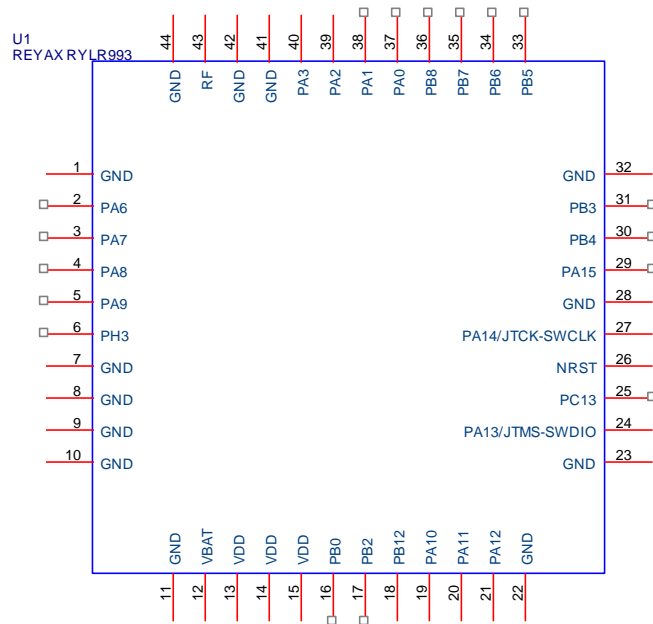 U1
REYAX RYLR993
44 43 42 41 40 39 38 37 36 35 34 33
GND RF GND GND PA3 PA2 PA1 PA0 PB8 PB7 PB6 PB5
1 GND
2 PA6
3 PA7
4 PA8
5 PA9
6 PH3
7 GND
8 GND
9 GND
10 GND
GND 32
PB3 31
PB4 30
PA15 29
GND 28
PA14/JTCK-SWCLK 27
NRST 26
PC13 25
PA13/JTMS-SWDIO 24
GND 23
GND VBAT VDD VDD VDD PB0 PB2 PB12 PA10 PA11 PA12 GND
11 12 13 14 15 16 17 18 19 20 21 22